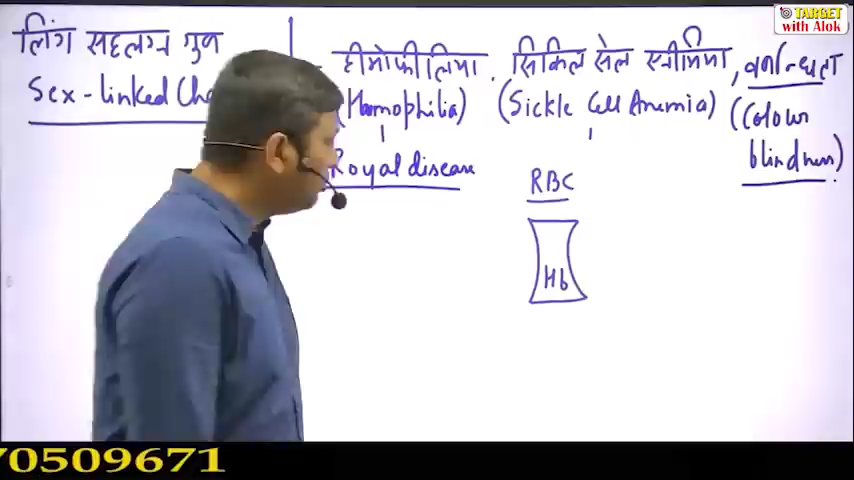 TARGET
with Alok
लिंग सहलग्न गुण
Sex-linked Cha
हीमोफीलिया, सिकिल सेल एनीमिया, वर्णान्धता
(Haemophilia) (Sickle Cell Anemia) (Colour
blindness)
Royal disease
RBC
Hb
70509671